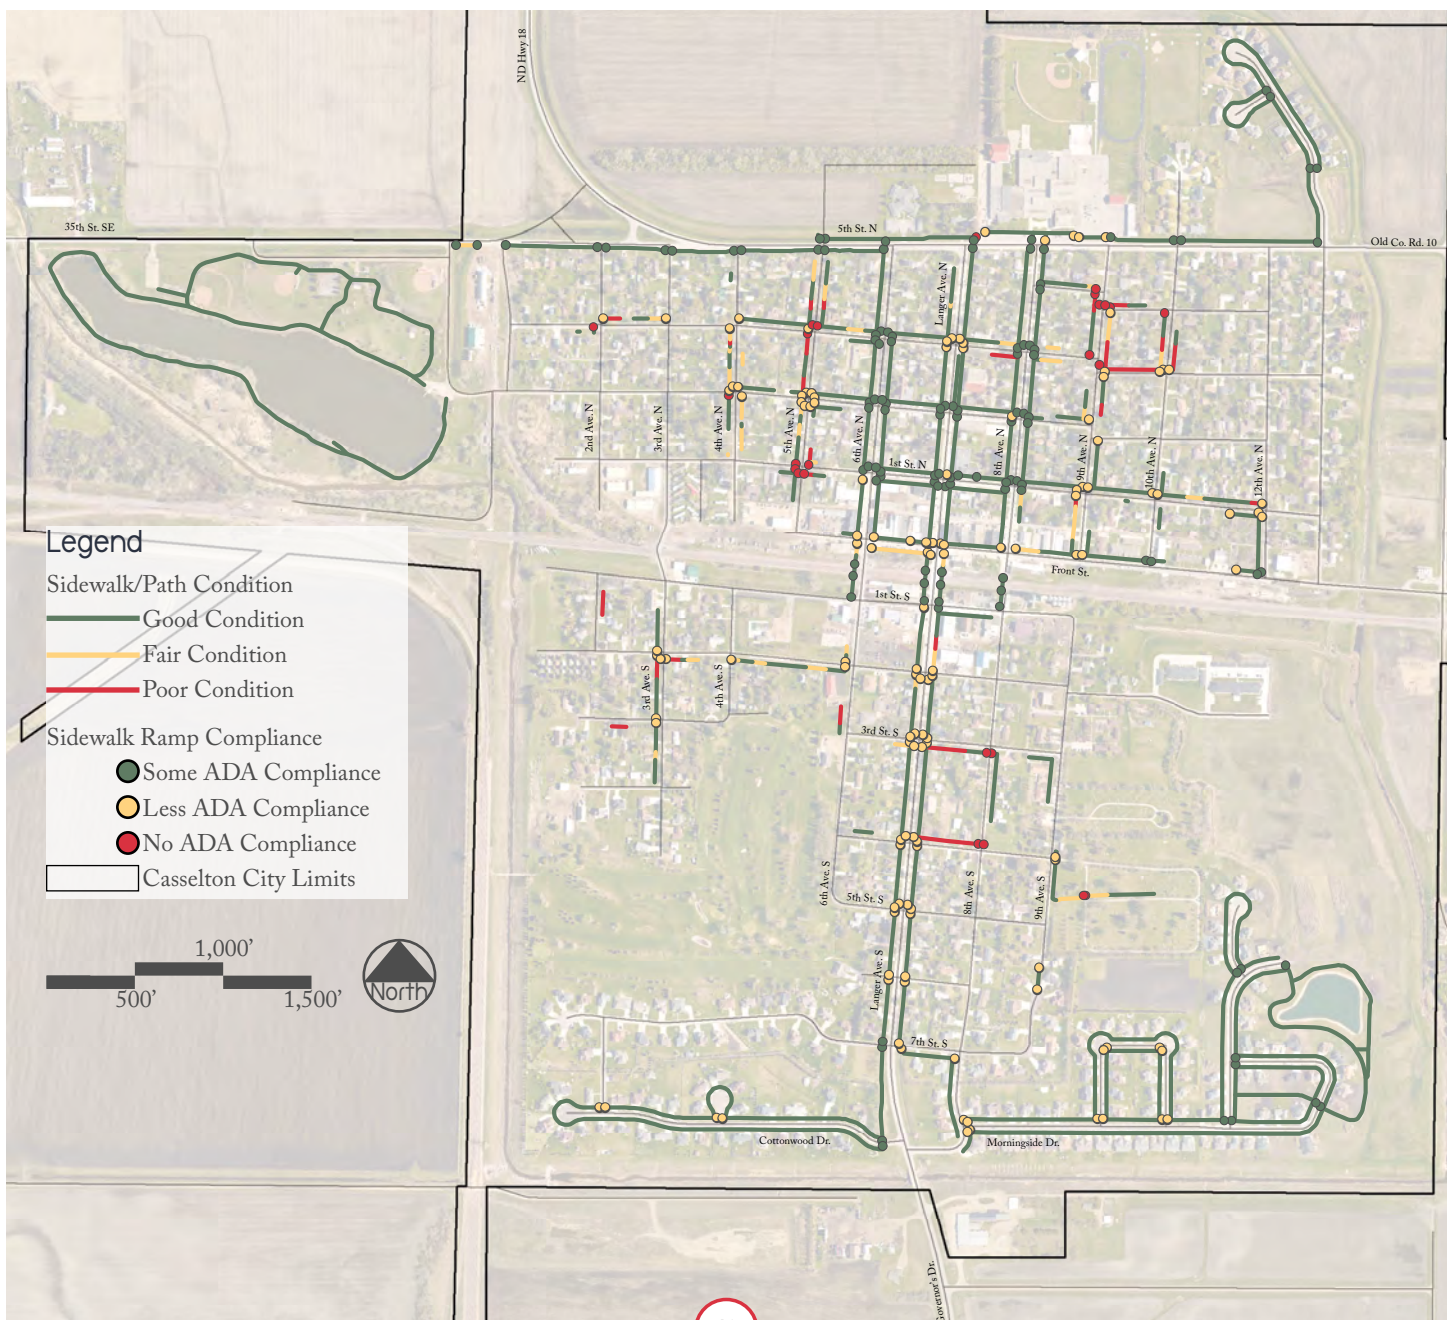 ND Hwy 18
35th St. SE
5th St. N
Old Co. Rd. 10
Langer Ave. N
2nd Ave. N
3rd Ave. N
4th Ave. N
5th Ave. N
6th Ave. N
8th Ave. N
9th Ave. N
10th Ave. N
12th Ave. N
1st St. N
Front St.
1st St. S
3rd Ave. S
4th Ave. S
3rd St. S
6th Ave. S
5th St. S
8th Ave. S
9th Ave. S
Langer Ave. S
7th St. S
Cottonwood Dr.
Morningside Dr.
Legend
Sidewalk/Path Condition
Good Condition
Fair Condition
Poor Condition
Sidewalk Ramp Compliance
Some ADA Compliance
Less ADA Compliance
No ADA Compliance
Casselton City Limits
1,000'
500'
1,500'
North